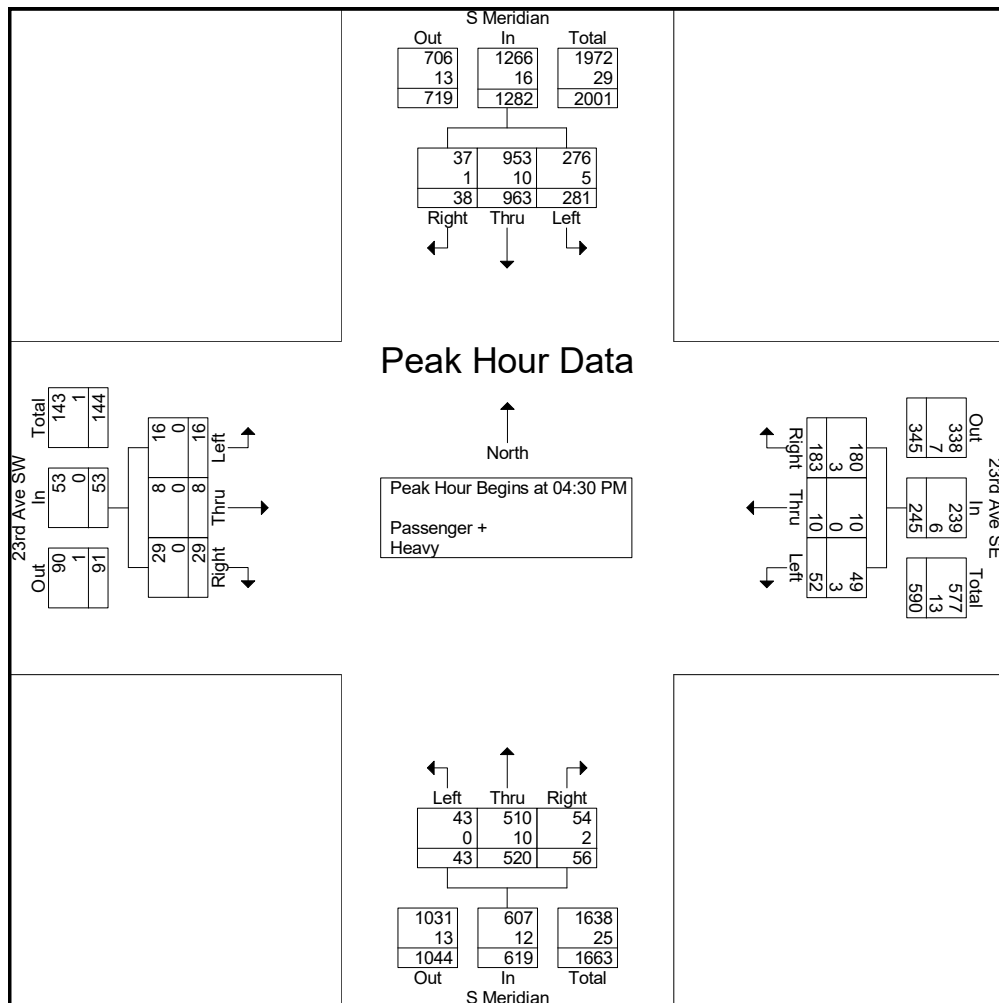 S Meridian
Out In Total
706 1266 1972
13 16 29
719 1282 2001
37 953 276
1 10 5
38 963 281
Right Thru Left
Peak Hour Data
North
Peak Hour Begins at 04:30 PM
Passenger +
Heavy
23rd Ave SW
Total In Out
143 53 90
1 0 1
144 53 91
16 8 29
0 0 0
16 8 29
Left Thru Right
23rd Ave SE
Out In Total
338 239 577
7 6 13
345 245 590
180 10 49
3 0 3
183 10 52
Right Thru Left
Left Thru Right
43 510 54
0 10 2
43 520 56
1031 607 1638
13 12 25
1044 619 1663
Out In Total
S Meridian